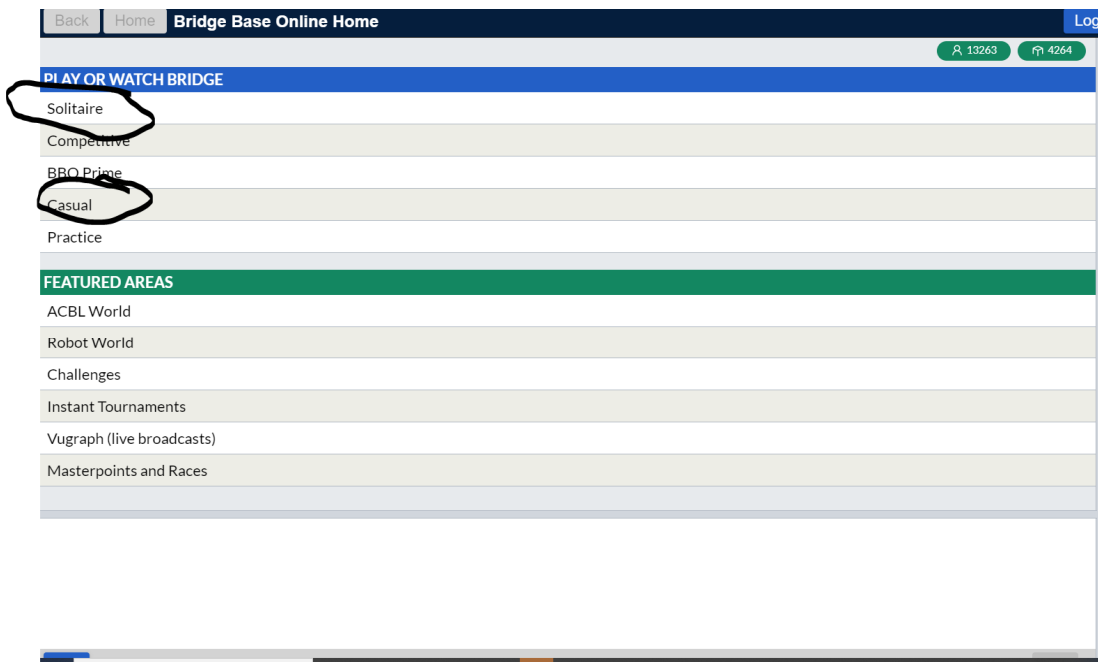 Back Home Bridge Base Online Home Log
13263 4264
PLAY OR WATCH BRIDGE
Solitaire
Competitive
BBO Prime
Casual
Practice
FEATURED AREAS
ACBL World
Robot World
Challenges
Instant Tournaments
Vugraph (live broadcasts)
Masterpoints and Races